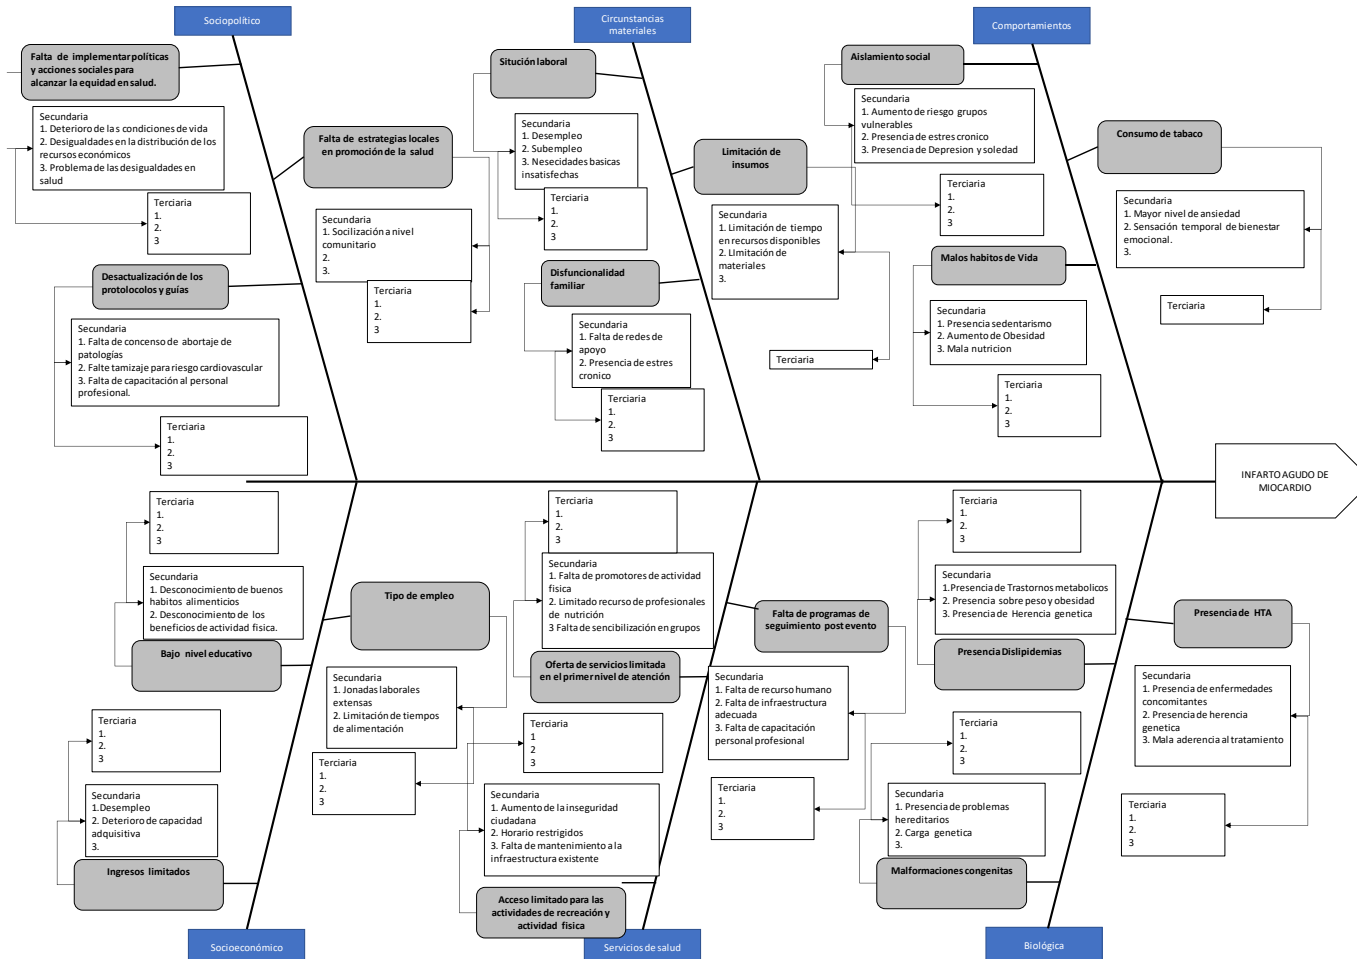 Sociopolítico
Falta de implementar políticas
y acciones sociales para
alcanzar la equidad en salud.
Secundaria
1. Deterioro de la s condiciones de vida
2. Desigualdades en la distribución de los
recursos económicos
3. Problema de las desigualdades en
salud
Terciaria
1.
2.
3
Falta de estrategias locales
en promoción de la salud
Secundaria
1. Socilización a nivel
comunitario
2.
3.
Terciaria
1.
2.
3
Desactualización de los
protolocolos y guías
Secundaria
1. Falta de concenso de abortaje de
patologías
2. Falte tamizaje para riesgo cardiovascular
3. Falta de capacitación al personal
profesional.
Terciaria
1.
2.
3
Circunstancias
materiales
Situción laboral
Secundaria
1. Desempleo
2. Subempleo
3. Nesecidades basicas
insatisfechas
Terciaria
1.
2.
3
Limitación de
insumos
Secundaria
1. Limitación de tiempo
en recursos disponibles
2. LImitación de
materiales
3.
Terciaria
Disfuncionalidad
familiar
Secundaria
1. Falta de redes de
apoyo
2. Presencia de estres
cronico
Terciaria
1.
2.
3
Comportamientos
Aislamiento social
Secundaria
1. Aumento de riesgo grupos
vulnerables
2. Presencia de estres cronico
3. Presencia de Depresion y soledad
Terciaria
1.
2.
3
Consumo de tabaco
Secundaria
1. Mayor nivel de ansiedad
2. Sensación temporal de bienestar
emocional.
3.
Terciaria
Malos habitos de Vida
Secundaria
1. Presencia sedentarismo
2. Aumento de Obesidad
3. Mala nutricion
Terciaria
1.
2.
3
INFARTO AGUDO DE
MIOCARDIO
Terciaria
1.
2.
3
Secundaria
1. Desconocimiento de buenos
habitos alimenticios
2. Desconocimiento de los
beneficios de actividad fisica.
Bajo nivel educativo
Tipo de empleo
Secundaria
1. Jonadas laborales
extensas
2. Limitación de tiempos
de alimentación
Terciaria
1.
2.
3
Terciaria
1.
2.
3
Secundaria
1.Desempleo
2. Deterioro de capacidad
adquisitiva
3.
Ingresos limitados
Socioeconómico
Terciaria
1.
2.
3
Secundaria
1. Falta de promotores de actividad
fisica
2. Limitado recurso de profesionales
de nutrición
3 Falta de sencibilización en grupos
Oferta de servicios limitada
en el primer nivel de atención
Falta de programas de
seguimiento post evento
Secundaria
1. Falta de recurso humano
2. Falta de infraestructura
adecuada
3. Falta de capacitación
personal profesional
Terciaria
1.
2.
3
Terciaria
1
2
3
Secundaria
1. Aumento de la inseguridad
ciudadana
2. Horario restrigidos
3. Falta de mantenimiento a la
infraestructura existente
Acceso limitado para las
actividades de recreación y
actividad fisica
Servicios de salud
Terciaria
1.
2.
3
Secundaria
1.Presencia de Trastornos metabolicos
2. Presencia sobre peso y obesidad
3. Presencia de Herencia genetica
Presencia Dislipidemias
Presencia de HTA
Secundaria
1. Presencia de enfermedades
concomitantes
2. Presencia de herencia
genetica
3. Mala aderencia al tratamiento
Terciaria
1.
2.
3
Terciaria
1.
2.
3
Secundaria
1. Presencia de problemas
hereditarios
2. Carga genetica
3.
Malformaciones congenitas
Biológica